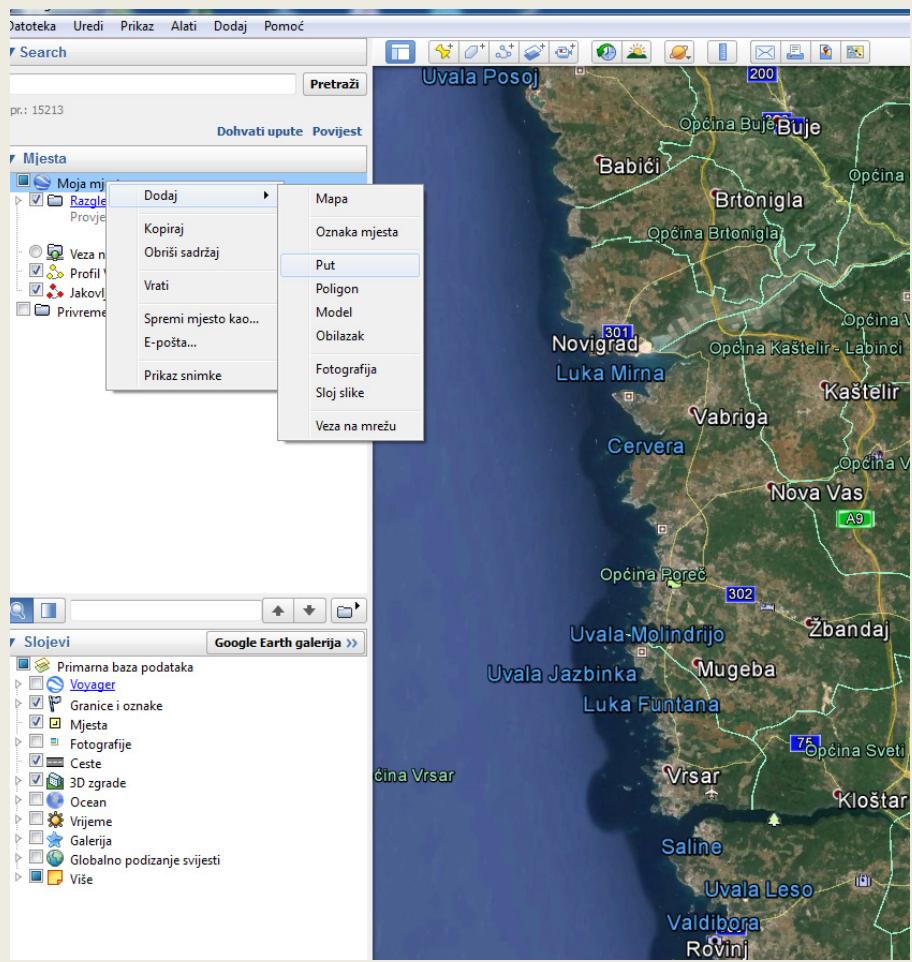 Datoteka Uredi Prikaz Alati Dodaj Pomoć
Search
Pretraži
pr.: 15213
Dohvati upute Povijest
Mjesta
Moja mj
Razgle
Provje
Veza n
Profil V
Jakovlj
Privreme
Dodaj
Kopiraj
Obriši sadržaj
Vrati
Spremi mjesto kao...
E-pošta...
Prikaz snimke
Mapa
Oznaka mjesta
Put
Poligon
Model
Obilazak
Fotografija
Sloj slike
Veza na mrežu
Slojevi
Google Earth galerija >>
Primarna baza podataka
Voyager
Granice i oznake
Mjesta
Fotografije
Ceste
3D zgrade
Ocean
Vrijeme
Galerija
Globalno podizanje svijesti
Više
Uvala Posoj
200
Općina Buje
Buje
Babići
Općina
Brtonigla
Općina Brtonigla
Općina V
301
Novigrad
Općina Kaštelir - Labinci
Luka Mirna
Kaštelir
Vabriga
Cervera
Općina V
Nova Vas
A9
Općina Poreč
302
Uvala Molindrijo
Žbandaj
Uvala Jazbinka
Mugeba
Luka Funtana
75
Općina Sveti
ćina Vrsar
Vrsar
Kloštar
Saline
Uvala Leso
Valdibora
Rovinj